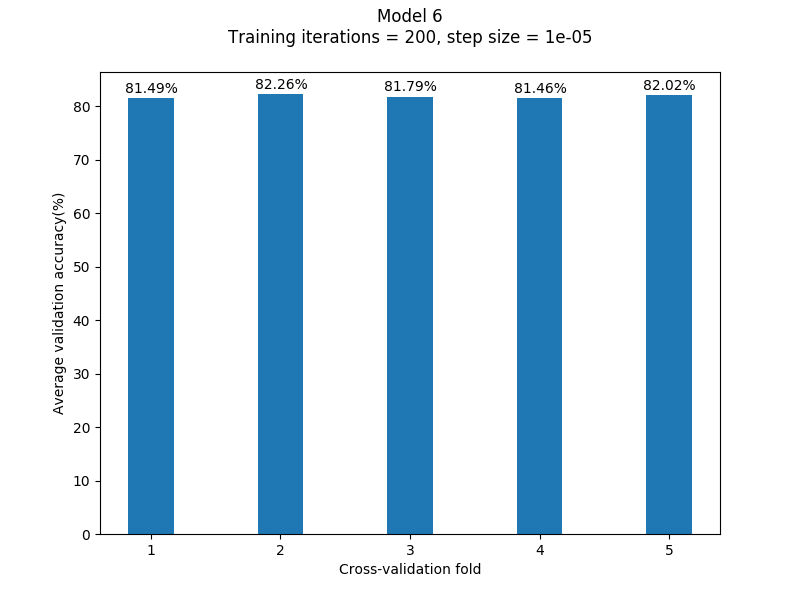 Model 6
Training iterations = 200, step size = 1e-05
81.49%
82.26%
81.79%
81.46%
82.02%
80
70
60
50
40
30
20
10
0
Average validation accuracy(%)
1 2 3 4 5
Cross-validation fold